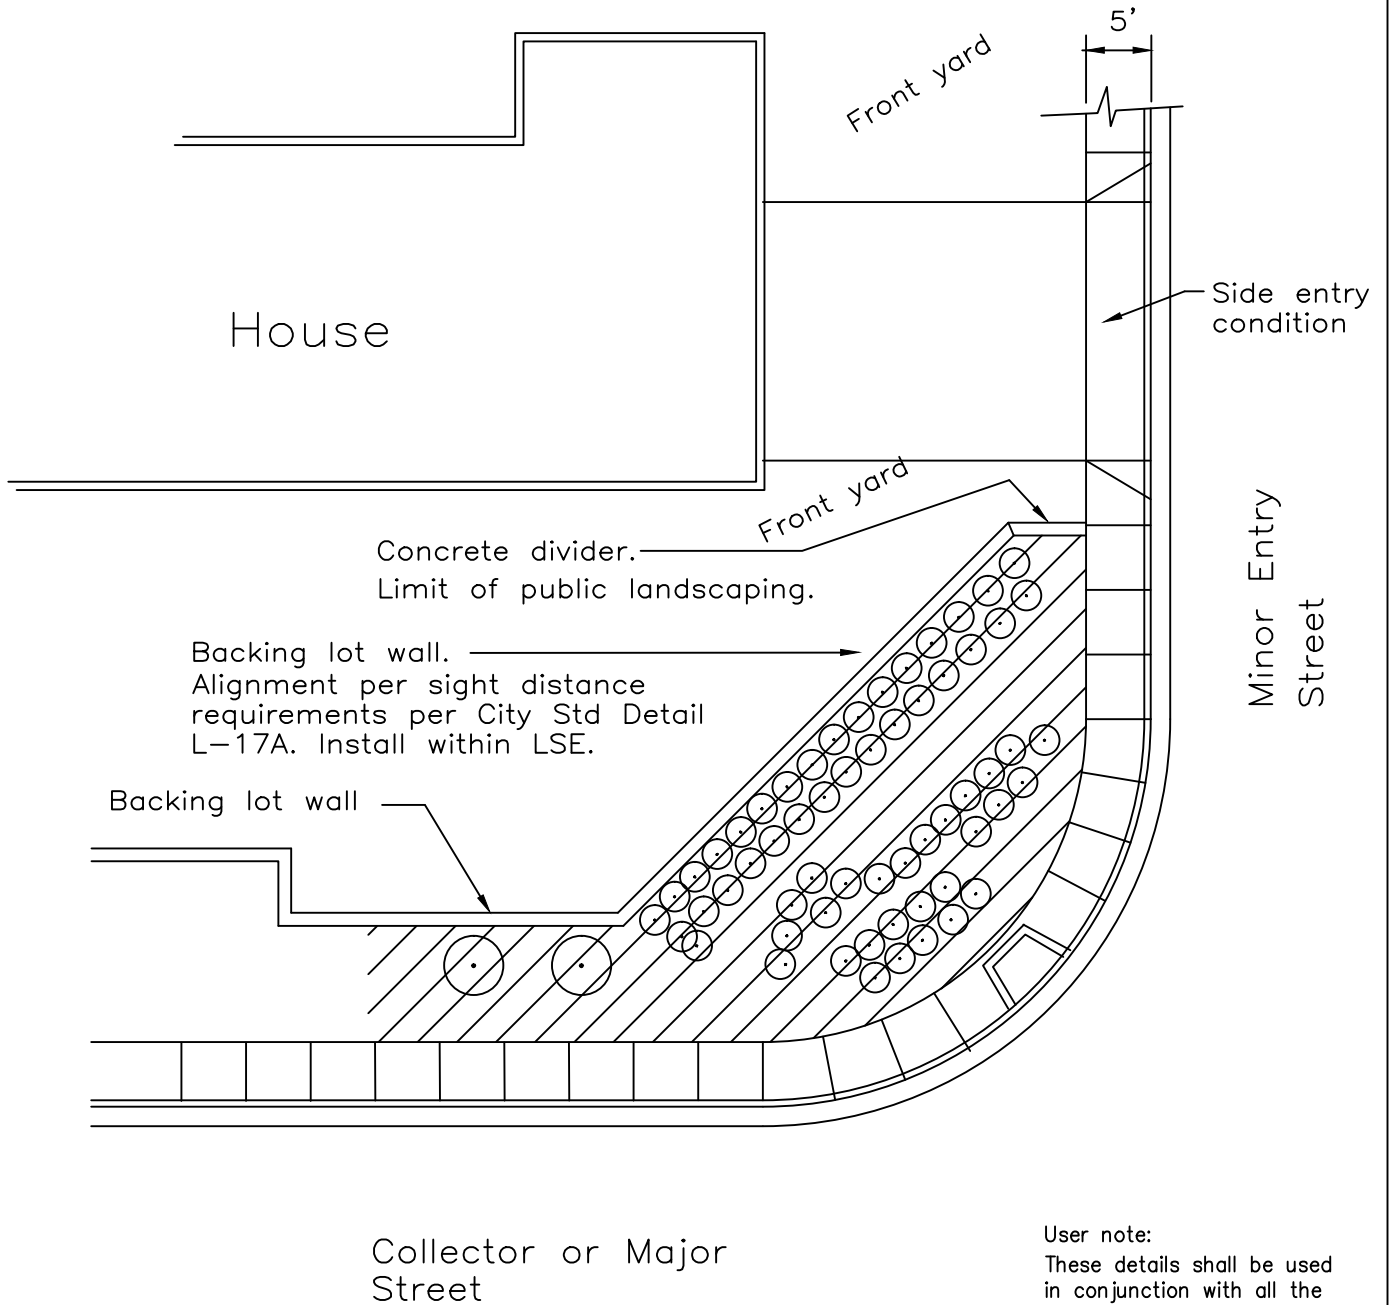 5'
Front yard
House
Side entry
condition
Front yard
Concrete divider.
Limit of public landscaping.
Minor Entry
Street
Backing lot wall.
Alignment per sight distance
requirements per City Std Detail
L-17A. Install within LSE.
Backing lot wall
Collector or Major
Street
User note:
These details shall be used
in conjunction with all the